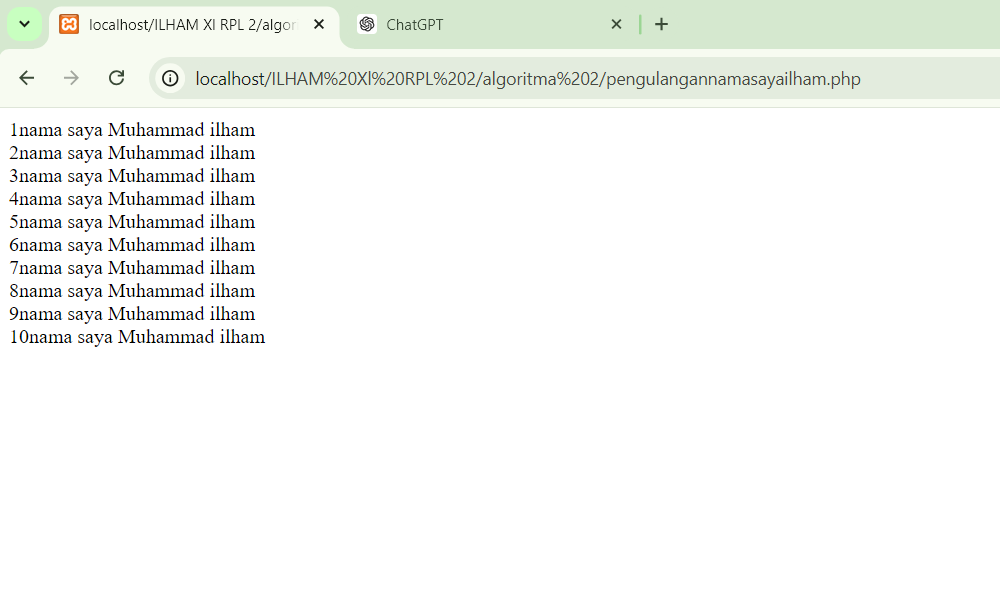 localhost/ILHAM XI RPL 2/algor
ChatGPT
localhost/ILHAM%20XI%20RPL%202/algoritma%202/pengulangannamasayailham.php
1nama saya Muhammad ilham
2nama saya Muhammad ilham
3nama saya Muhammad ilham
4nama saya Muhammad ilham
5nama saya Muhammad ilham
6nama saya Muhammad ilham
7nama saya Muhammad ilham
8nama saya Muhammad ilham
9nama saya Muhammad ilham
10nama saya Muhammad ilham